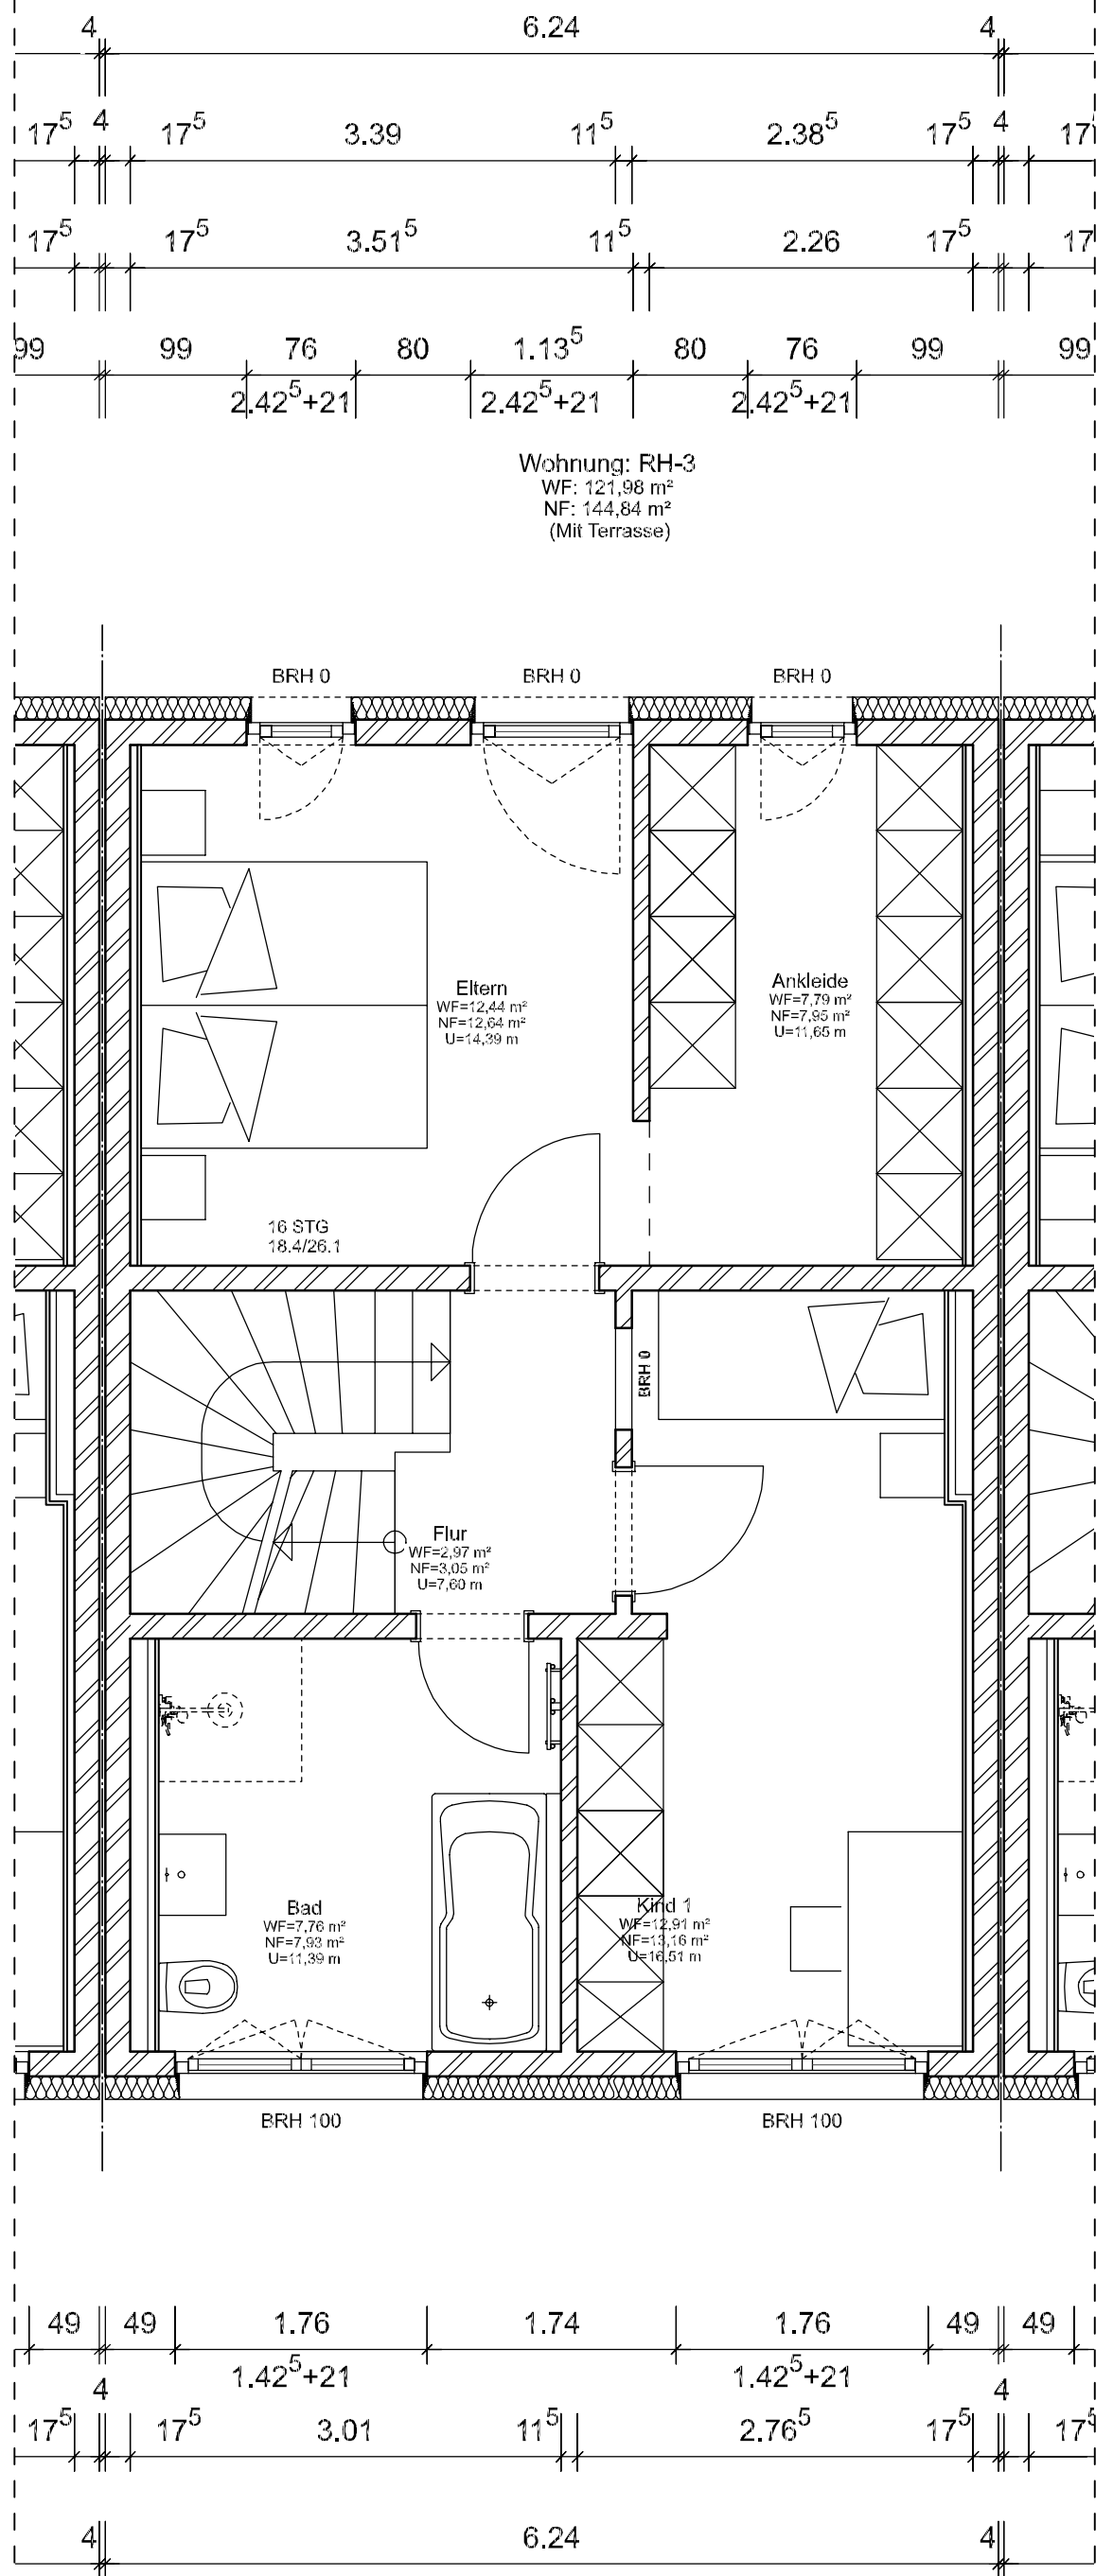 4 6.24 4
17⁵ 4 17⁵ 3.39 11⁵ 2.38⁵ 17⁵ 4 17
17⁵ 17⁵ 3.51⁵ 11⁵ 2.26 17⁵ 17
99 99 76 80 1.13⁵ 80 76 99 99
2.42⁵+21 2.42⁵+21 2.42⁵+21
Wohnung: RH-3
WF: 121,98 m²
NF: 144,84 m²
(Mit Terrasse)
BRH 0 BRH 0 BRH 0
Eltern
WF=12,44 m²
NF=12,64 m²
U=14,39 m
Ankleide
WF=7,79 m²
NF=7,95 m²
U=11,65 m
16 STG
18.4/26.1
BRH 0
Flur
WF=2,97 m²
NF=3,05 m²
U=7,60 m
Bad
WF=7,76 m²
NF=7,93 m²
U=11,39 m
Kind 1
WF=12,91 m²
NF=13,16 m²
U=16,51 m
BRH 100 BRH 100
49 49 1.76 1.74 1.76 49 49
1.42⁵+21 1.42⁵+21
4 4
17⁵ 17⁵ 3.01 11⁵ 2.76⁵ 17⁵ 17⁵
4 6.24 4